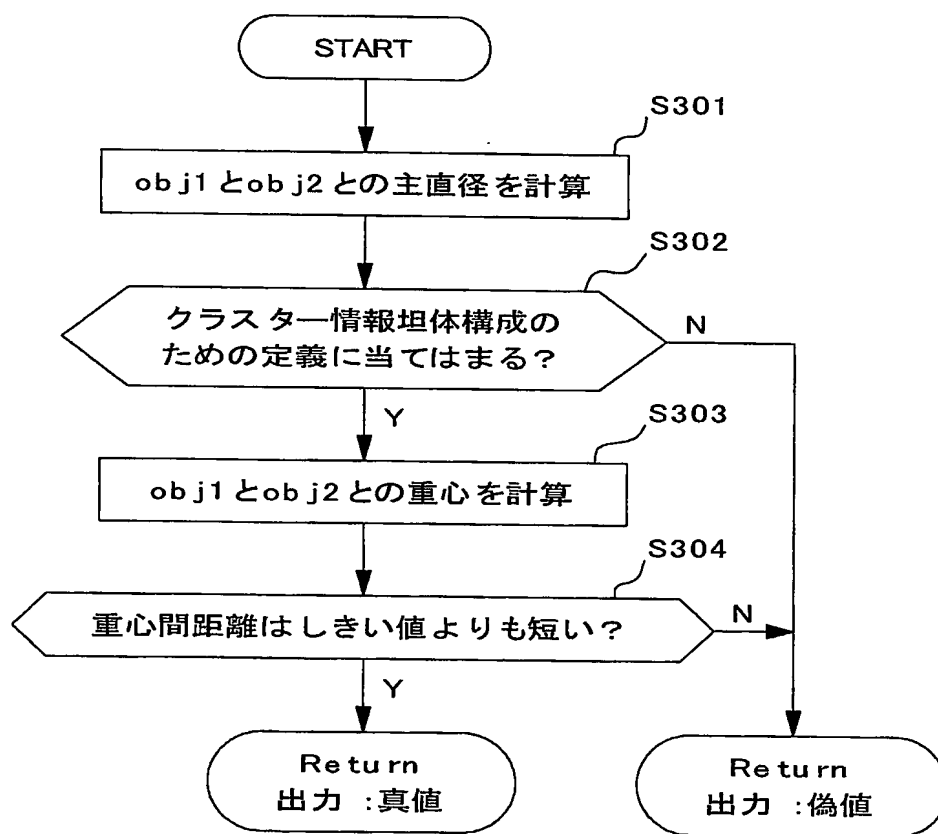 START
S301
obj1とobj2との主直径を計算
S302
クラスター情報坦体構成の
ための定義に当てはまる？
N
Y
S303
obj1とobj2との重心を計算
S304
重心間距離はしきい値よりも短い？
N
Y
Return
出力：真値
Return
出力：偽値